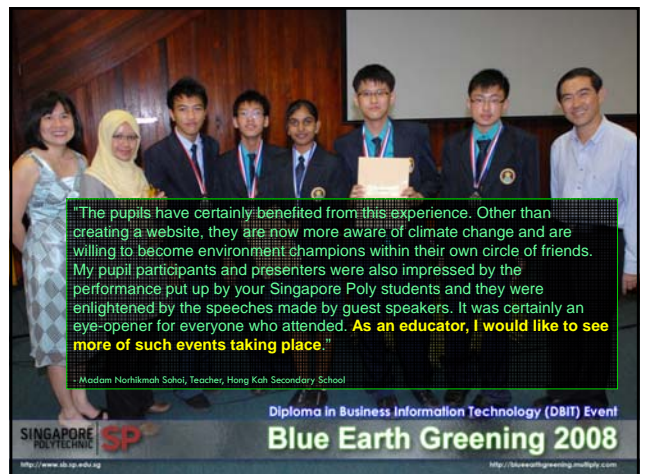 "The pupils have certainly benefited from this experience. Other than
creating a website, they are now more aware of climate change and are
willing to become environment champions within their own circle of friends.
My pupil participants and presenters were also impressed by the
performance put up by your Singapore Poly students and they were
enlightened by the speeches made by guest speakers. It was certainly an
eye-opener for everyone who attended. As an educator, I would like to see
more of such events taking place."
- Madam Norhikmah Sohoi, Teacher, Hong Kah Secondary School
Diploma in Business Information Technology (DBIT) Event
SINGAPORE POLYTECHNIC SP
Blue Earth Greening 2008
http://www.sb.sp.edu.sg
http://blueearthgreening.multiply.com